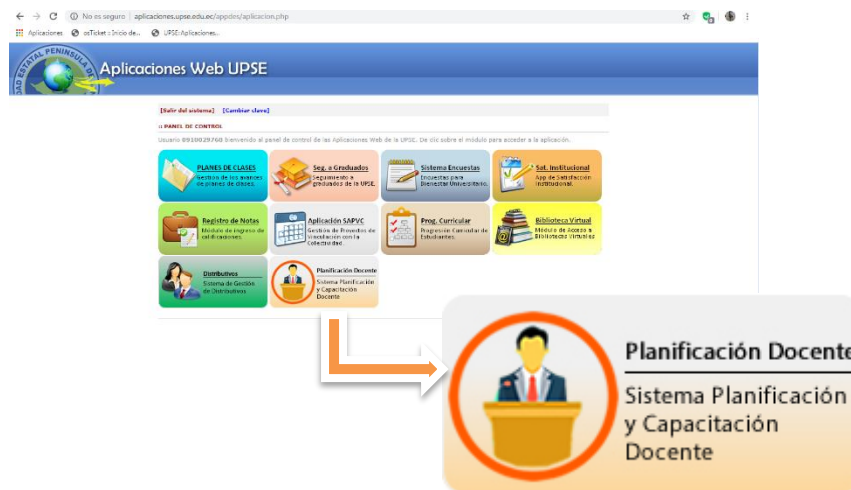 No es seguro | aplicaciones.upse.edu.ec/appdes/aplicacion.php
Aplicaciones osTicket :: Inicio de... UPSE:Aplicaciones...
AD ESTATAL PENINSULA DE
Aplicaciones Web UPSE
[Salir del sistema] [Cambiar clave]
:: PANEL DE CONTROL
Usuario 0910029760 bienvenido al panel de control de las Aplicaciones Web de la UPSE. De clic sobre el módulo para acceder a la aplicación.
PLANES DE CLASES
Gestión de los avances
de planes de clases.
Seg. a Graduados
Seguimiento a
graduados de la UPSE.
Sistema Encuestas
Encuestas para
Bienestar Universitario.
Sat. Institucional
App de Satisfacción
Institucional.
Registro de Notas
Módulo de ingreso de
calificaciones.
Aplicación SAPVC
Gestión de Proyectos de
Vinculación con la
Colectividad.
Prog. Curricular
Progresión Curricular de
Estudiantes.
Biblioteca Virtual
Módulo de Acceso a
Bibliotecas Virtuales
Distributivos
Sistema de Gestión
de Distributivos
Planificación Docente
Sistema Planificación
y Capacitación
Docente
Planificación Docente
Sistema Planificación
y Capacitación
Docente